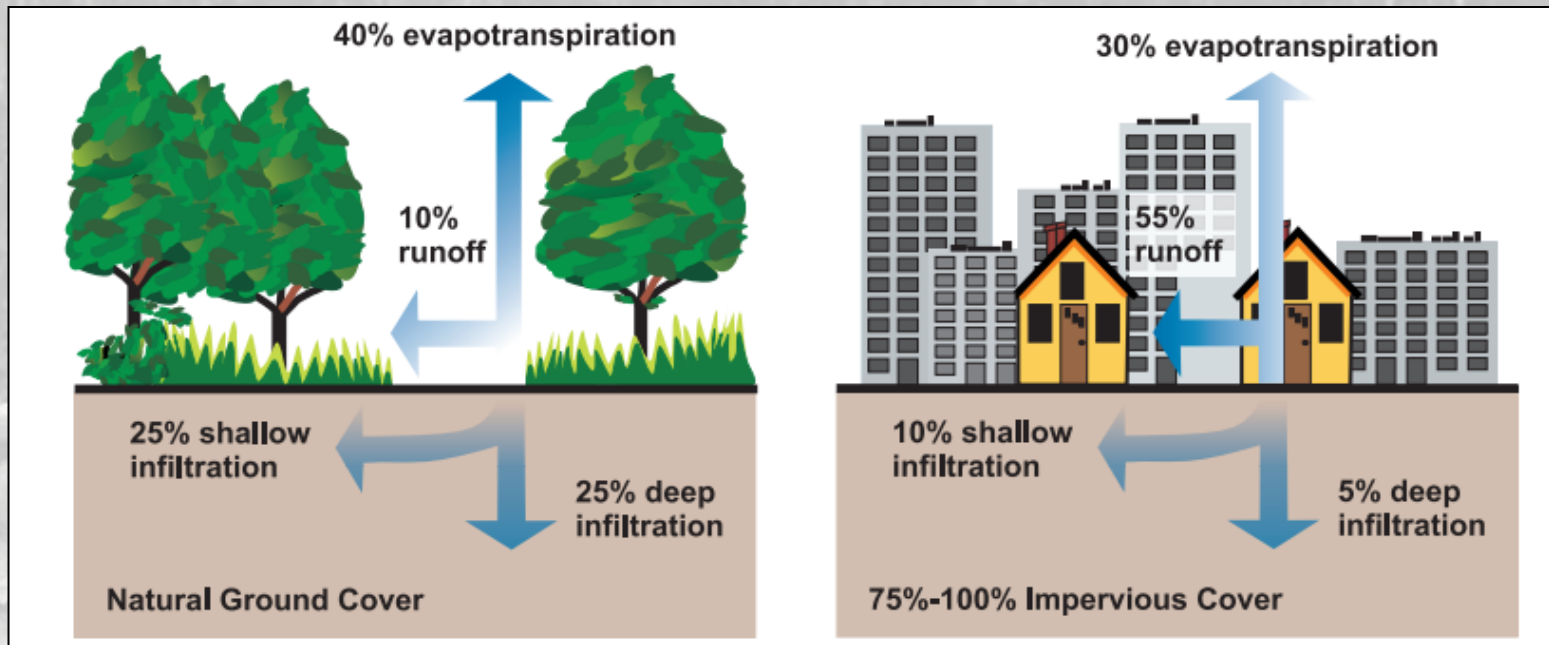 40% evapotranspiration
10%
runoff
25% shallow
infiltration
25% deep
infiltration
Natural Ground Cover
30% evapotranspiration
55%
runoff
10% shallow
infiltration
5% deep
infiltration
75%-100% Impervious Cover